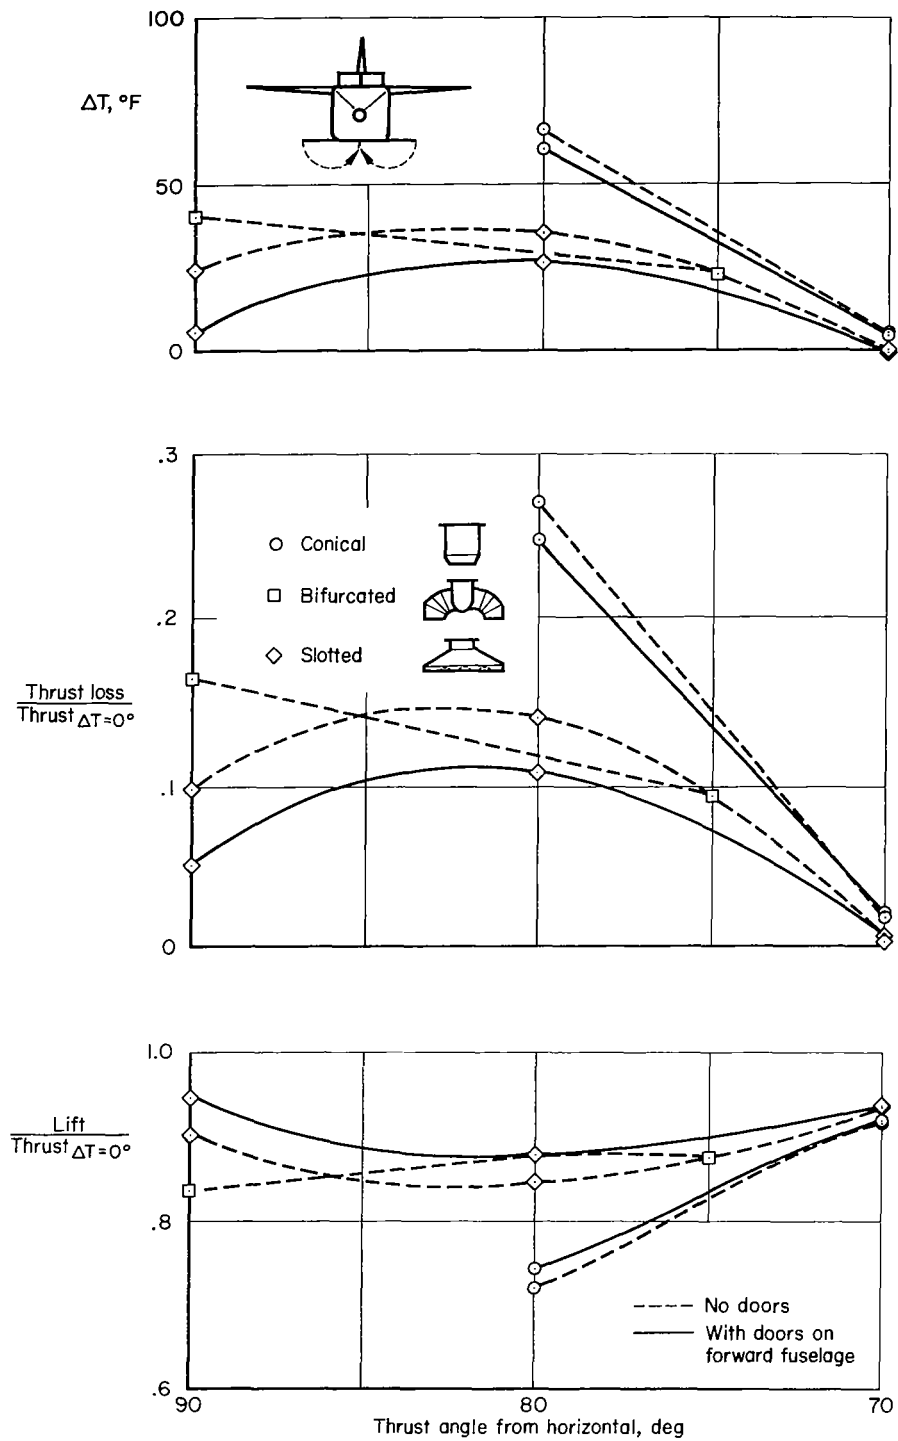 100
ΔT, °F
50
0
.3
Conical
Bifurcated
.2
Slotted
Thrust loss
Thrust ΔT=0°
.1
0
1.0
Lift
Thrust ΔT=0°
.8
No doors
With doors on
forward fuselage
.6
90 80 70
Thrust angle from horizontal, deg